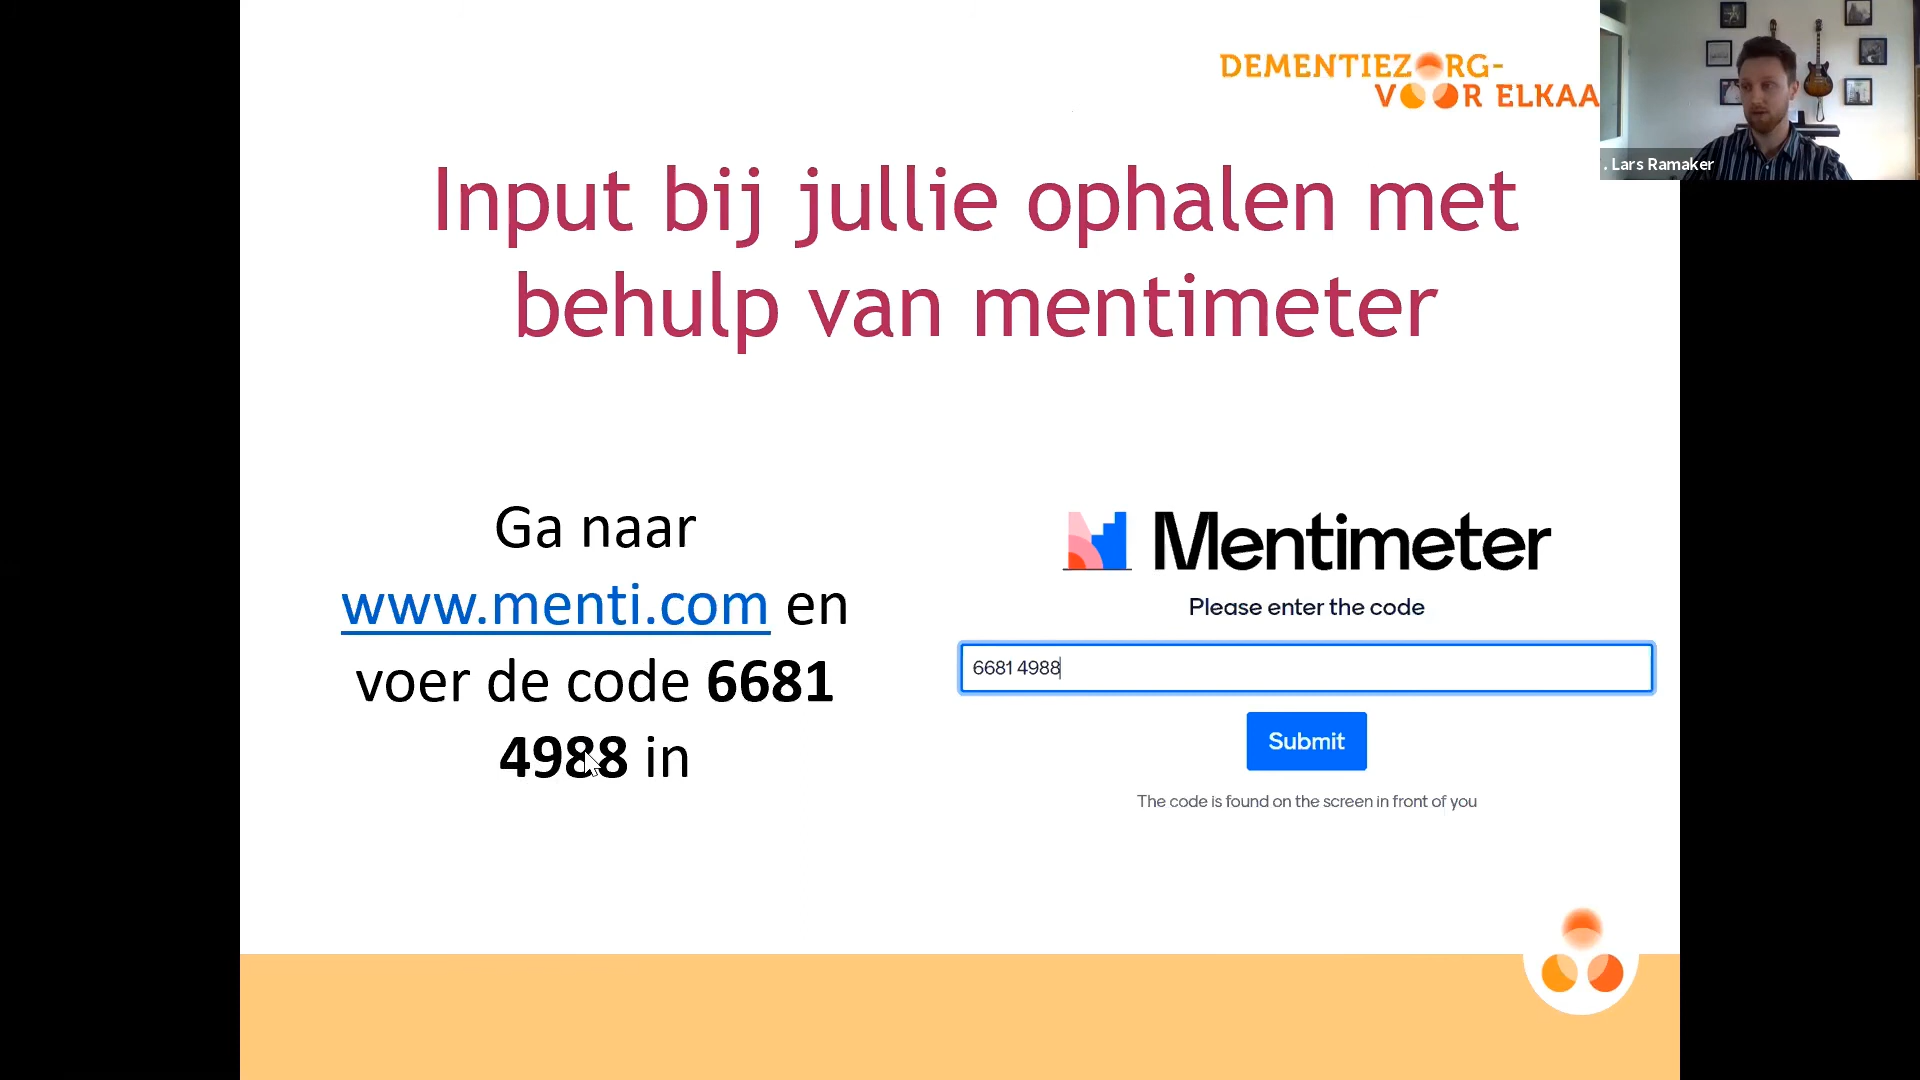 DEMENTIEZORG-
VOOR ELKAA
. Lars Ramaker
Input bij jullie ophalen met
behulp van mentimeter
Ga naar
www.menti.com en
voer de code 6681
4988 in
Mentimeter
Please enter the code
6681 4988
Submit
The code is found on the screen in front of you